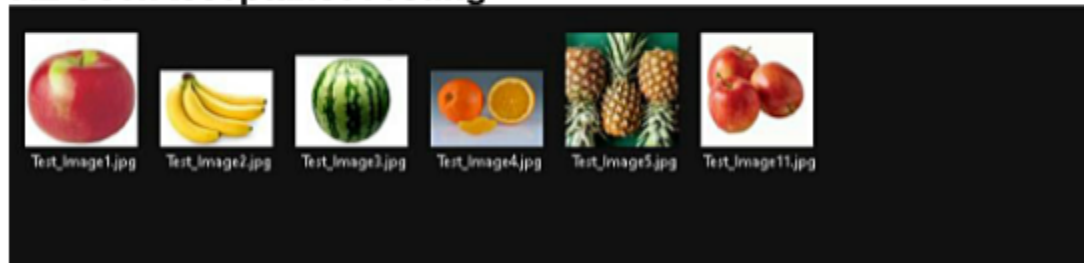 Test_Image1.jpg
Test_Image2.jpg
Test_Image3.jpg
Test_Image4.jpg
Test_Image5.jpg
Test_Image11.jpg